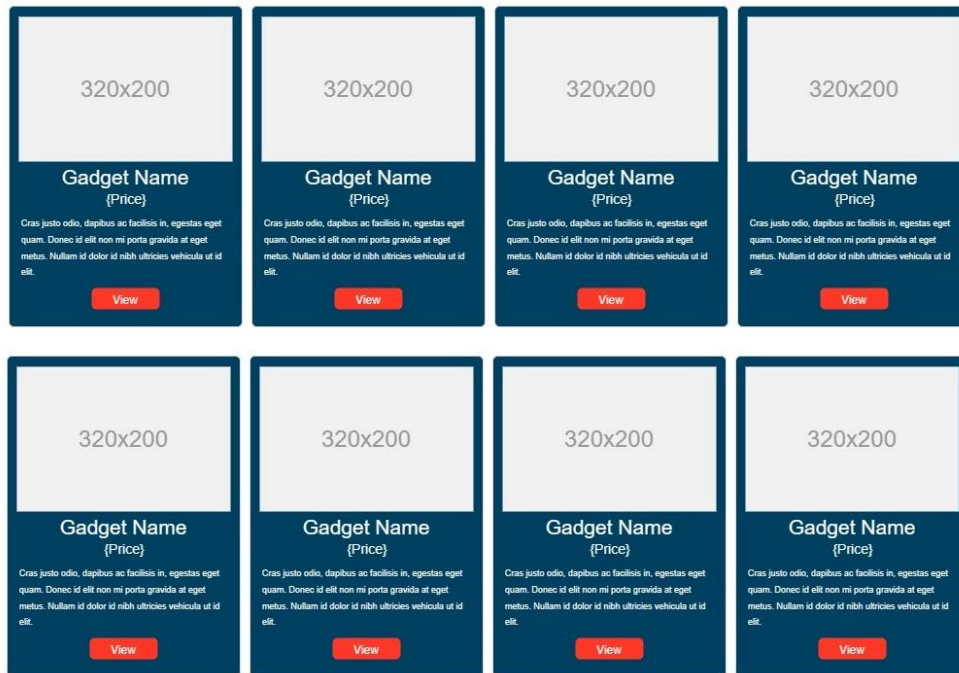 320x200
320x200
320x200
320x200
Gadget Name
Gadget Name
Gadget Name
Gadget Name
{Price}
{Price}
{Price}
{Price}
Cras justo odio, dapibus ac facilisis in, egestas eget
quam. Donec id elit non mi porta gravida at eget
metus. Nullam id dolor id nibh ultricies vehicula ut id
elit.
Cras justo odio, dapibus ac facilisis in, egestas eget
quam. Donec id elit non mi porta gravida at eget
metus. Nullam id dolor id nibh ultricies vehicula ut id
elit.
Cras justo odio, dapibus ac facilisis in, egestas eget
quam. Donec id elit non mi porta gravida at eget
metus. Nullam id dolor id nibh ultricies vehicula ut id
elit.
Cras justo odio, dapibus ac facilisis in, egestas eget
quam. Donec id elit non mi porta gravida at eget
metus. Nullam id dolor id nibh ultricies vehicula ut id
elit.
View
View
View
View
320x200
320x200
320x200
320x200
Gadget Name
Gadget Name
Gadget Name
Gadget Name
{Price}
{Price}
{Price}
{Price}
Cras justo odio, dapibus ac facilisis in, egestas eget
quam. Donec id elit non mi porta gravida at eget
metus. Nullam id dolor id nibh ultricies vehicula ut id
elit.
Cras justo odio, dapibus ac facilisis in, egestas eget
quam. Donec id elit non mi porta gravida at eget
metus. Nullam id dolor id nibh ultricies vehicula ut id
elit.
Cras justo odio, dapibus ac facilisis in, egestas eget
quam. Donec id elit non mi porta gravida at eget
metus. Nullam id dolor id nibh ultricies vehicula ut id
elit.
Cras justo odio, dapibus ac facilisis in, egestas eget
quam. Donec id elit non mi porta gravida at eget
metus. Nullam id dolor id nibh ultricies vehicula ut id
elit.
View
View
View
View